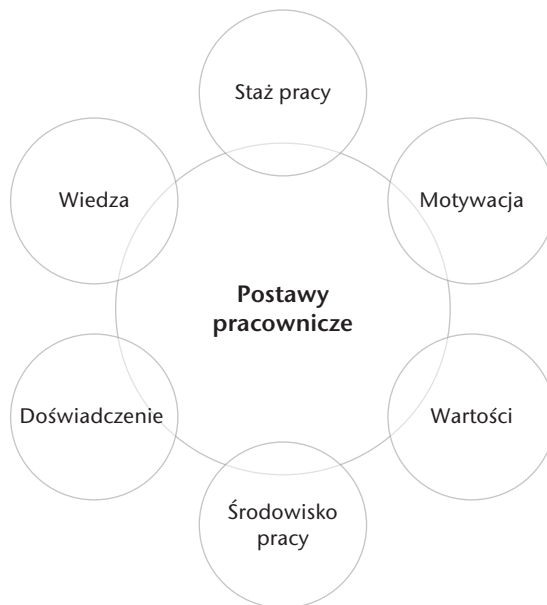 Staż pracy
Wiedza
Motywacja
Postawy
pracownicze
Doświadczenie
Wartości
Środowisko
pracy